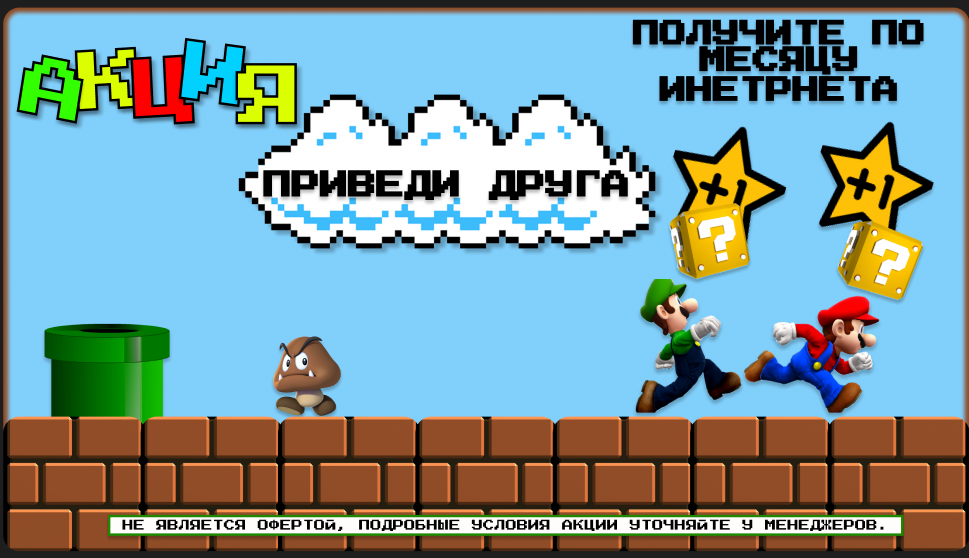 АКЦИЯ
ПОЛУЧИТЕ ПО
МЕСЯЦУ
ИНЕТРНЕТА
ПРИВЕДИ ДРУГА
+1
+1
?
?
?
?
НЕ ЯВЛЯЕТСЯ ОФЕРТОЙ, ПОДРОБНЫЕ УСЛОВИЯ АКЦИИ УТОЧНЯЙТЕ У МЕНЕДЖЕРОВ.